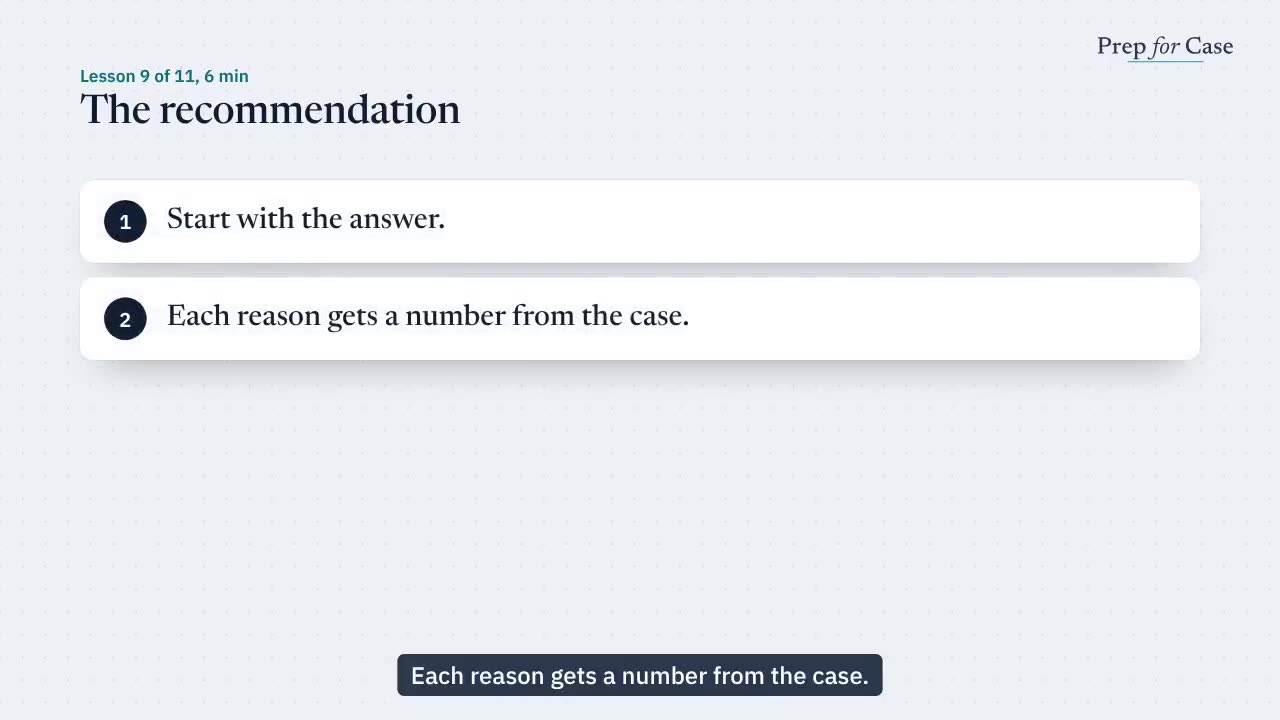 Prep for Case
Lesson 9 of 11, 6 min
The recommendation
1 Start with the answer.
2 Each reason gets a number from the case.
Each reason gets a number from the case.